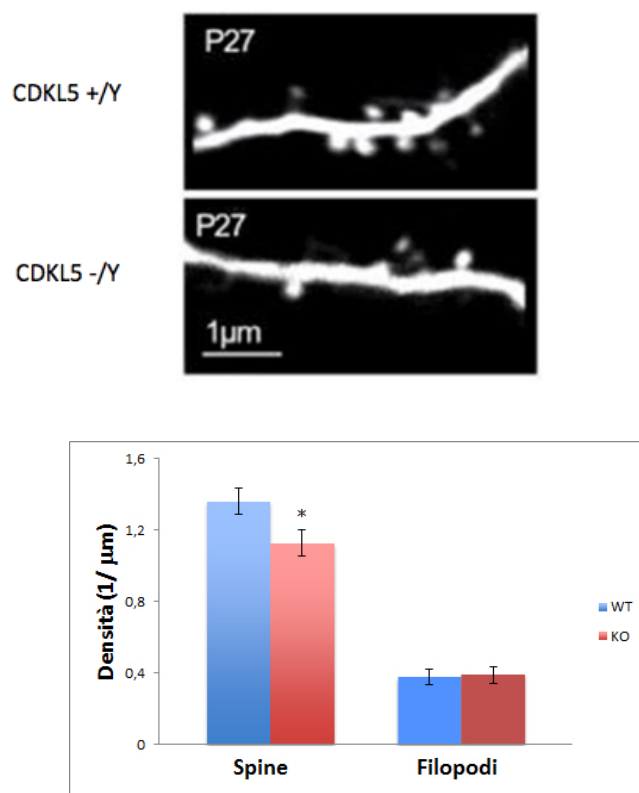 P27
CDKL5 +/Y
P27
CDKL5 -/Y
1µm
1,6
1,2
0,8
0,4
0
Densità (1/ µm)
*
WT
KO
Spine
Filopodi